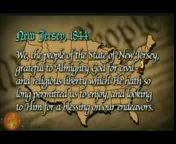 New Jersey, 1844
We, the people of the State of New Jersey,
grateful to Almighty God for civil
and religious liberty which He hath so
long permitted us to enjoy, and looking
to Him for a blessing on our endeavors.